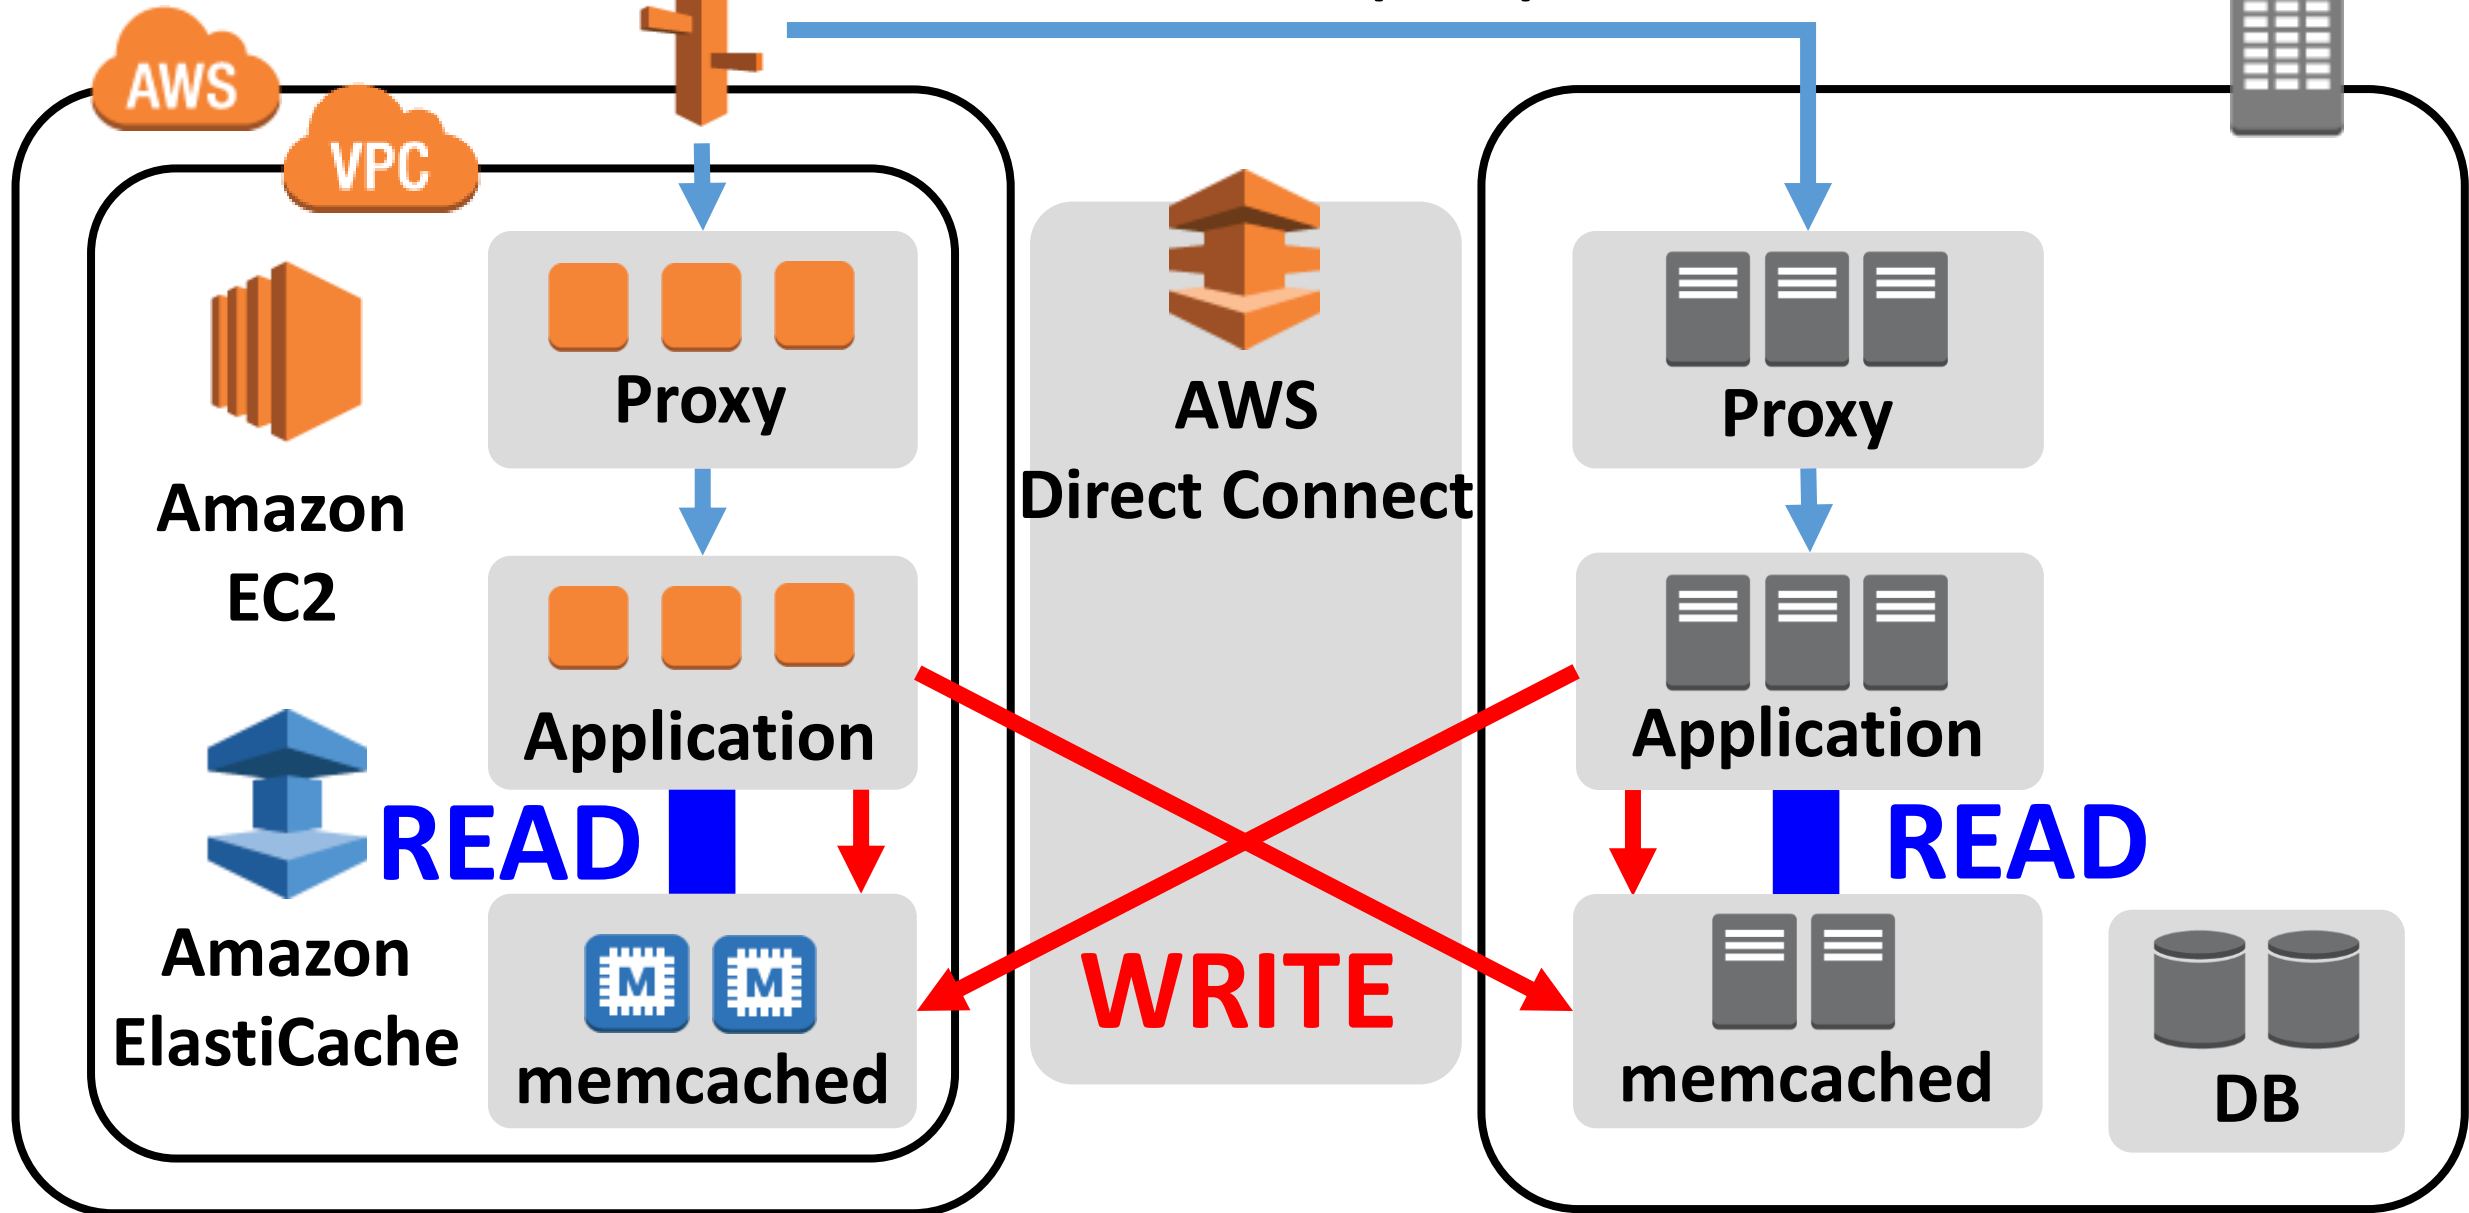 AWS
VPC
Proxy
Amazon
EC2
Application
READ
Amazon
ElastiCache
M
M
memcached
AWS
Direct Connect
WRITE
Proxy
Application
READ
memcached
DB